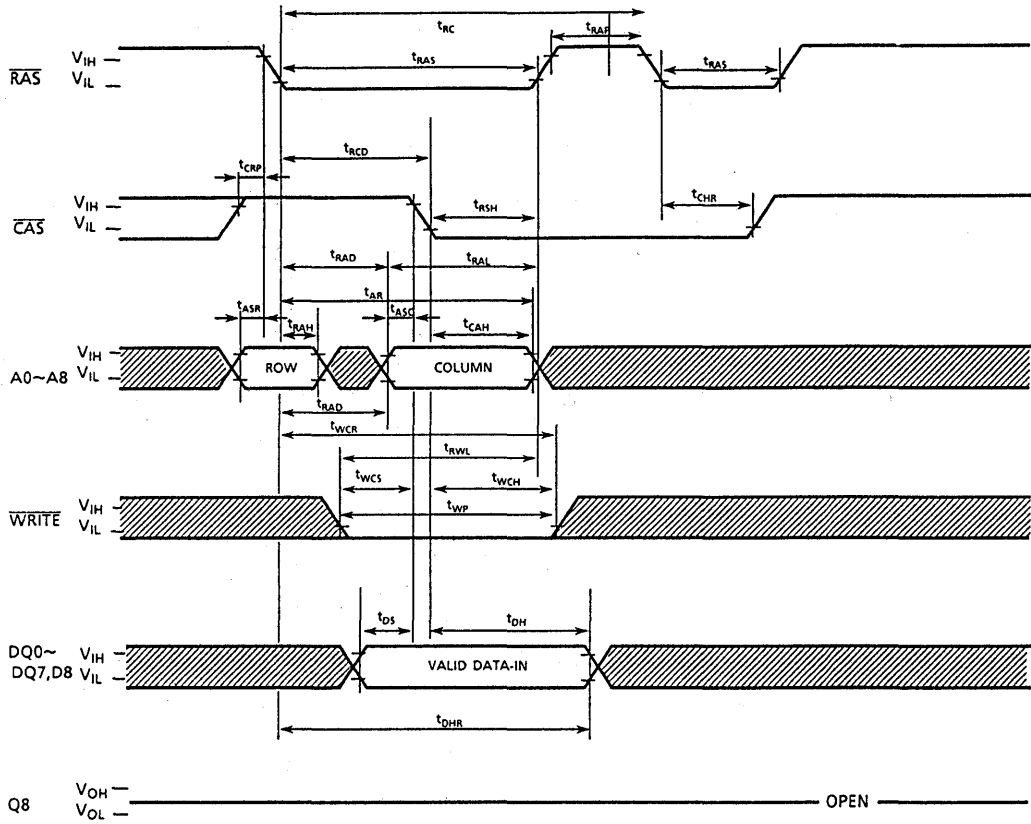 tRC
tRAP
VIH
RAS
VIL
tRAS
tRAS
tRCD
tCRP
VIH
CAS
VIL
tRSH
tCHR
tRAD
tRAL
tAR
tASR
tRAH
tASC
tCAH
VIH
A0~A8
VIL
ROW
COLUMN
tRAD
tWCR
tRWL
tWCS
tWCH
tWP
VIH
WRITE
VIL
tDS
tDH
DQ0~
DQ7,D8
VIH
VIL
VALID DATA-IN
tDHR
Q8
VOH
VOL
OPEN